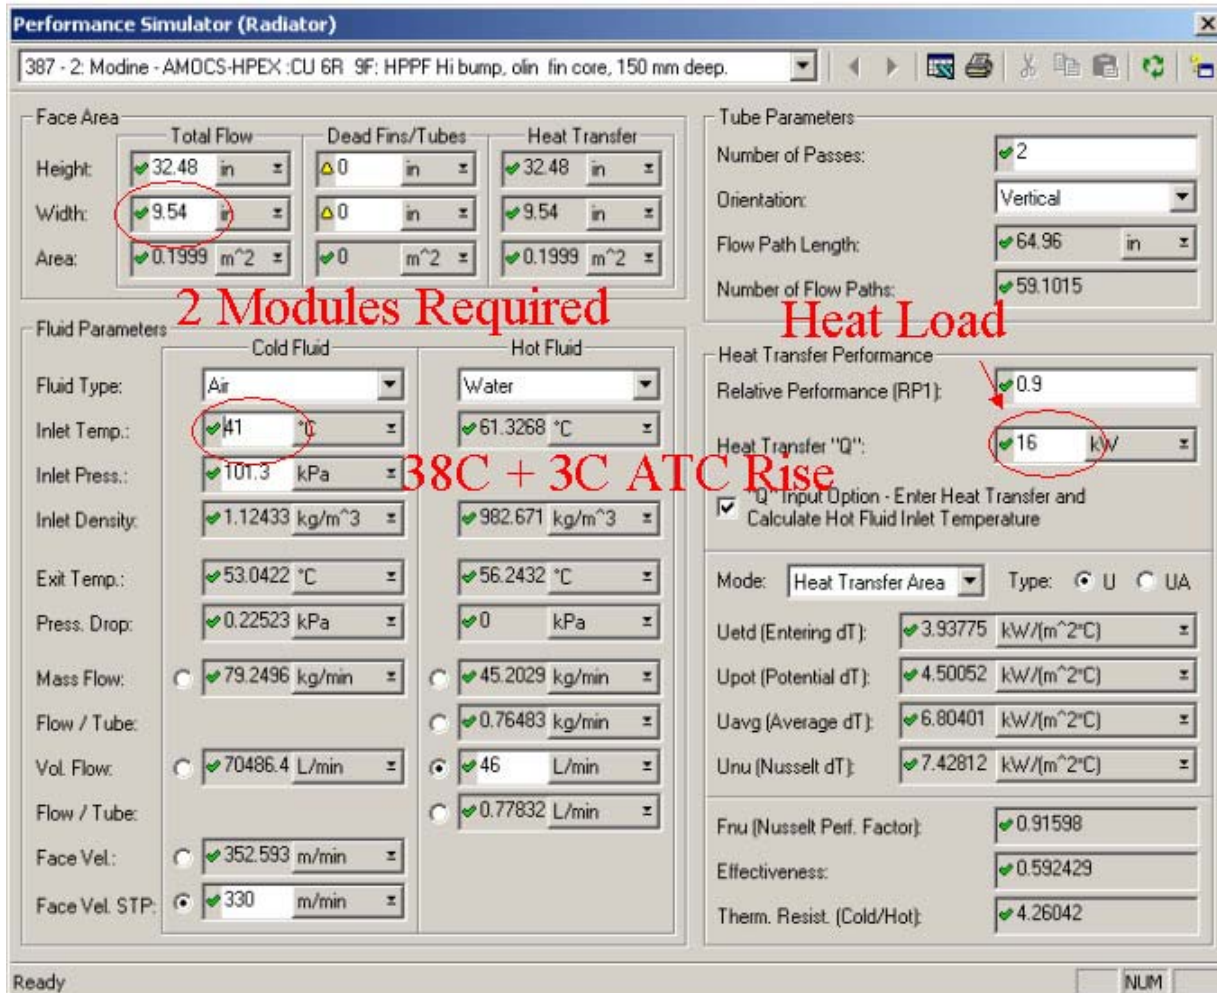 Performance Simulator (Radiator)
387 - 2: Modine - AMOCS-HPEX :CU 6R 9F: HPPF Hi bump, olin fin core, 150 mm deep.
Face Area
Total Flow Dead Fins/Tubes Heat Transfer
Height: 32.48 in 0 in 32.48 in
Width: 9.54 in 0 in 9.54 in
Area: 0.1999 m^2 0 m^2 0.1999 m^2
2 Modules Required
Tube Parameters
Number of Passes: 2
Orientation: Vertical
Flow Path Length: 64.96 in
Number of Flow Paths: 59.1015
Heat Load
Fluid Parameters
Cold Fluid Hot Fluid
Fluid Type: Air Water
Inlet Temp.: 41 °C 61.3268 °C
38C + 3C ATC Rise
Inlet Press.: 101.3 kPa
Inlet Density: 1.12433 kg/m^3 982.671 kg/m^3
Exit Temp.: 53.0422 °C 56.2432 °C
Press. Drop: 0.22523 kPa 0 kPa
Mass Flow: 79.2496 kg/min 45.2029 kg/min
Flow / Tube: 0.76483 kg/min
Vol. Flow: 70486.4 L/min 46 L/min
Flow / Tube: 0.77832 L/min
Face Vel.: 352.593 m/min
Face Vel. STP: 330 m/min
Heat Transfer Performance
Relative Performance (RP1): 0.9
Heat Transfer "Q": 16 kW
"Q" Input Option - Enter Heat Transfer and
Calculate Hot Fluid Inlet Temperature
Mode: Heat Transfer Area Type: U UA
Uetd (Entering dT): 3.93775 kW/(m^2°C)
Upot (Potential dT): 4.50052 kW/(m^2°C)
Uavg (Average dT): 6.80401 kW/(m^2°C)
Unu (Nusselt dT): 7.42812 kW/(m^2°C)
Fnu (Nusselt Perf. Factor): 0.91598
Effectiveness: 0.592429
Therm. Resist. (Cold/Hot): 4.26042
Ready NUM